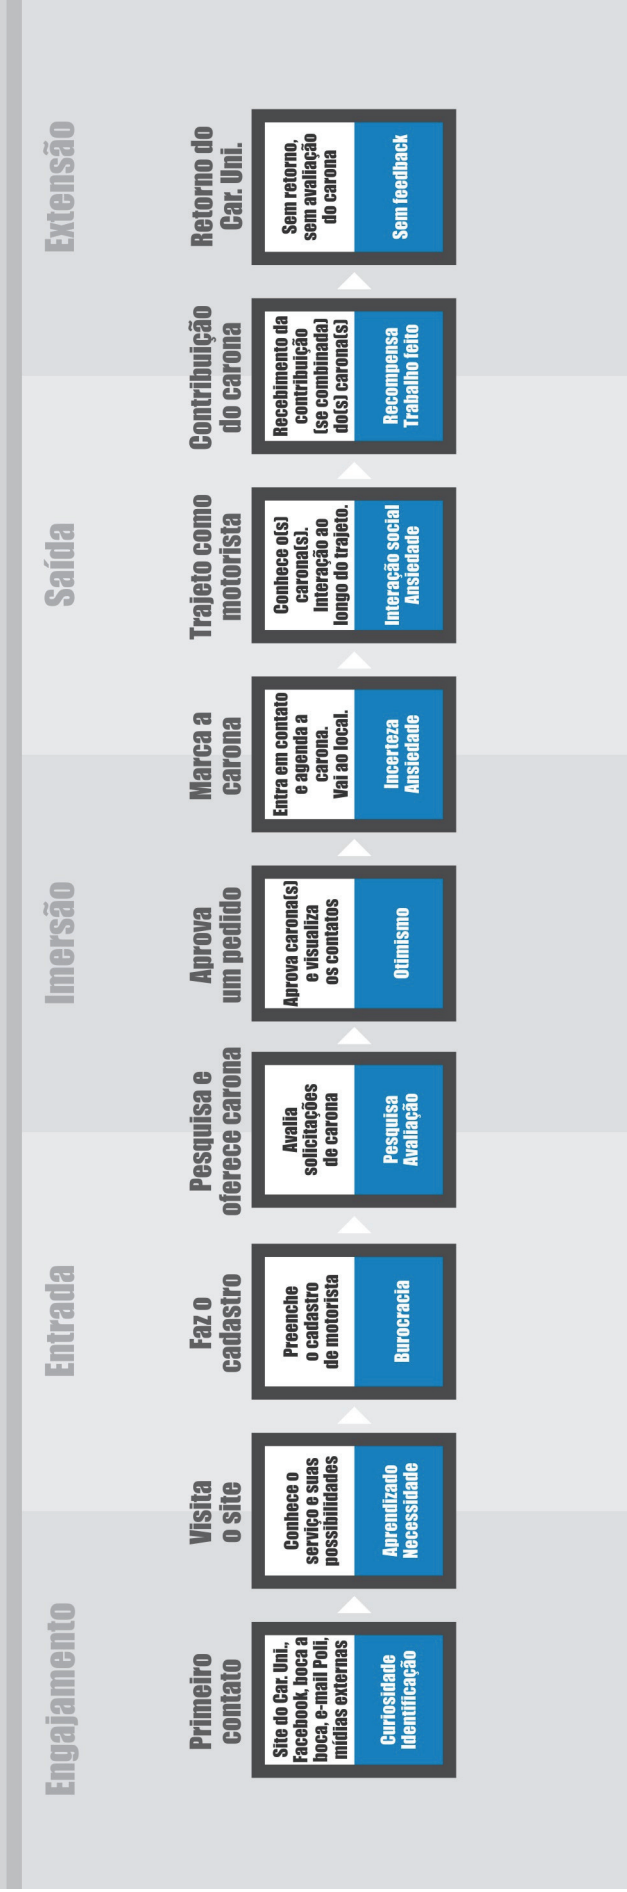 Engajamento
Entrada
Imersão
Saída
Extensão
Primeiro
contato
Site do Car. Uni.,
Facebook, boca a
boca, e-mail Poli,
mídias externas
Curiosidade
Identificação
Visita
o site
Conhece o
serviço e suas
possibilidades
Aprendizado
Necessidade
Faz o
cadastro
Preenche
o cadastro
de motorista
Burocracia
Pesquisa e
oferece carona
Avalia
solicitações
de carona
Pesquisa
Avaliação
Aprova
um pedido
Aprova carona(s)
e visualiza
os contatos
Otimismo
Marca a
carona
Entra em contato
e agenda a
carona.
Vai ao local.
Incerteza
Ansiedade
Trajeto como
motorista
Conhece o(s)
carona(s).
Interação ao
longo do trajeto.
Interação social
Ansiedade
Contribuição
do carona
Recebimento da
contribuição
(se combinada)
do(s) carona(s)
Recompensa
Trabalho feito
Retorno do
Car. Uni.
Sem retorno,
sem avaliação
do carona
Sem feedback